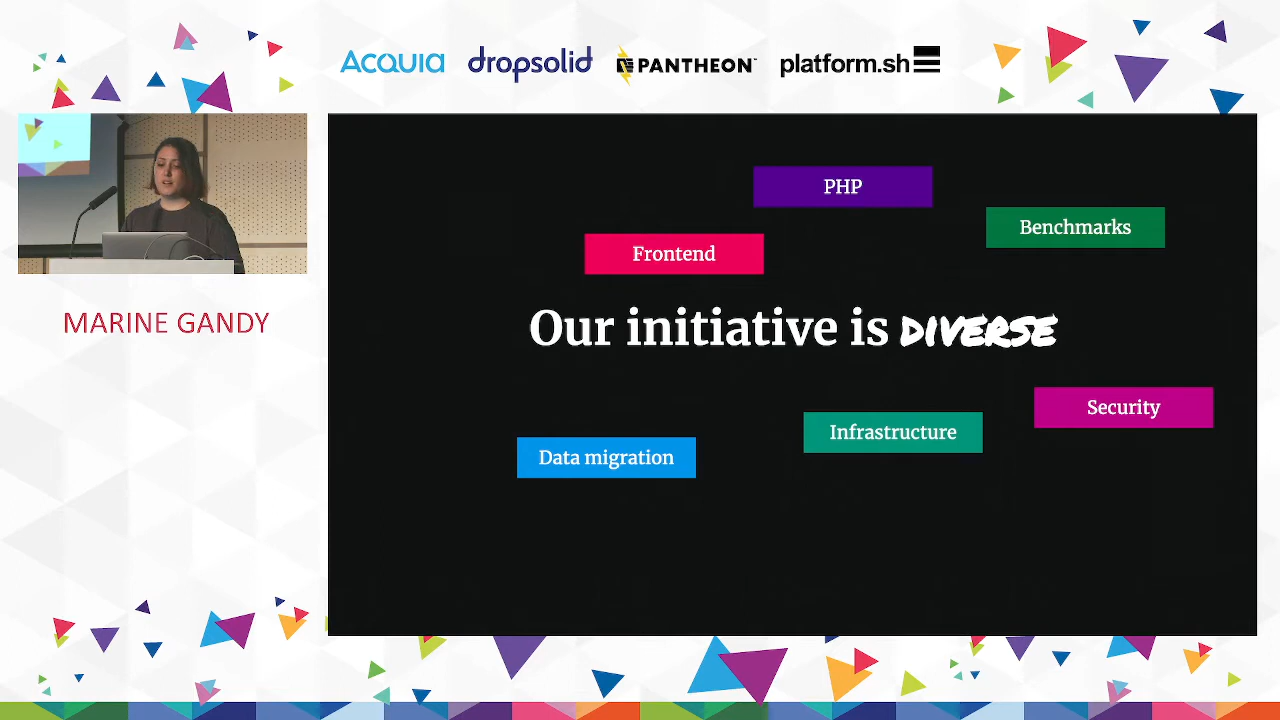 Acquia dropsolid PANTHEON platform.sh
MARINE GANDY
PHP
Benchmarks
Frontend
Our initiative is DIVERSE
Security
Infrastructure
Data migration